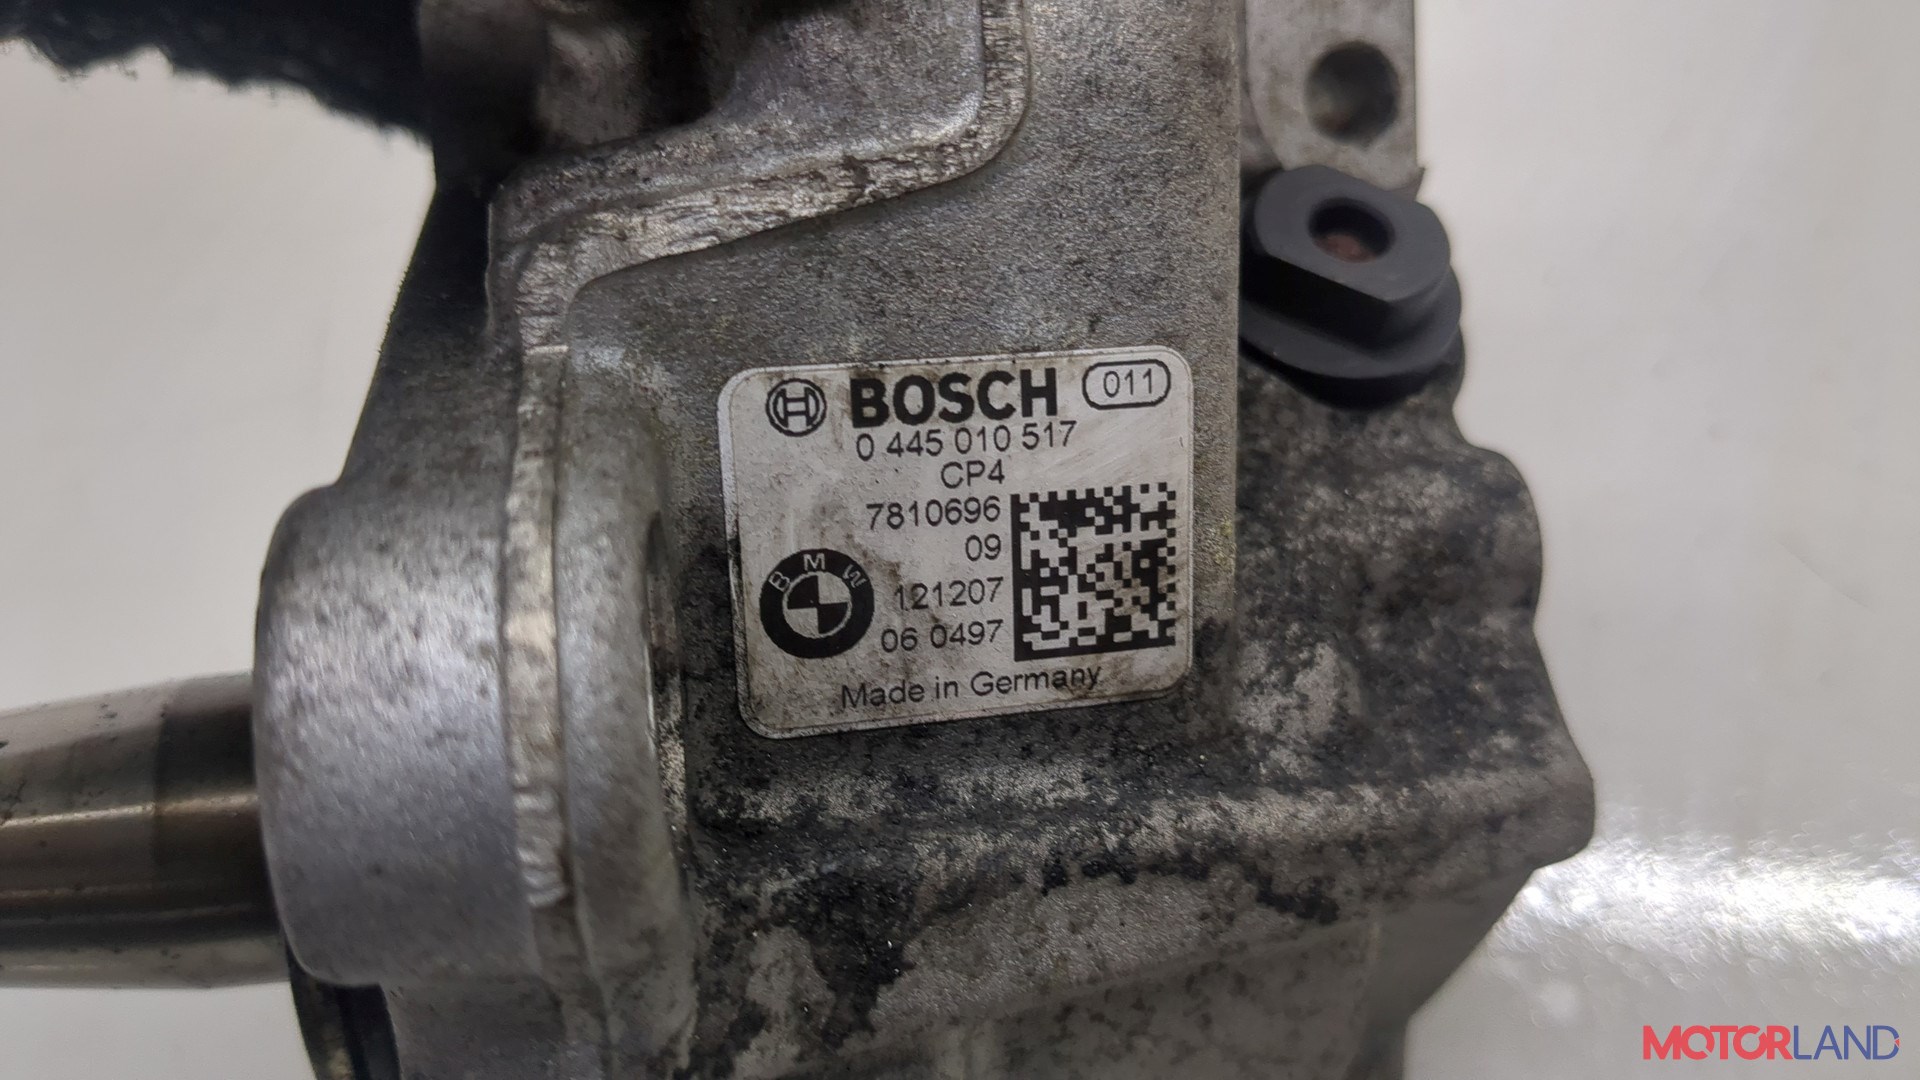 BOSCH 011
0 445 010 517
CP4
7810696
09
BMW
121207
06 0497
Made in Germany
MOTORLAND